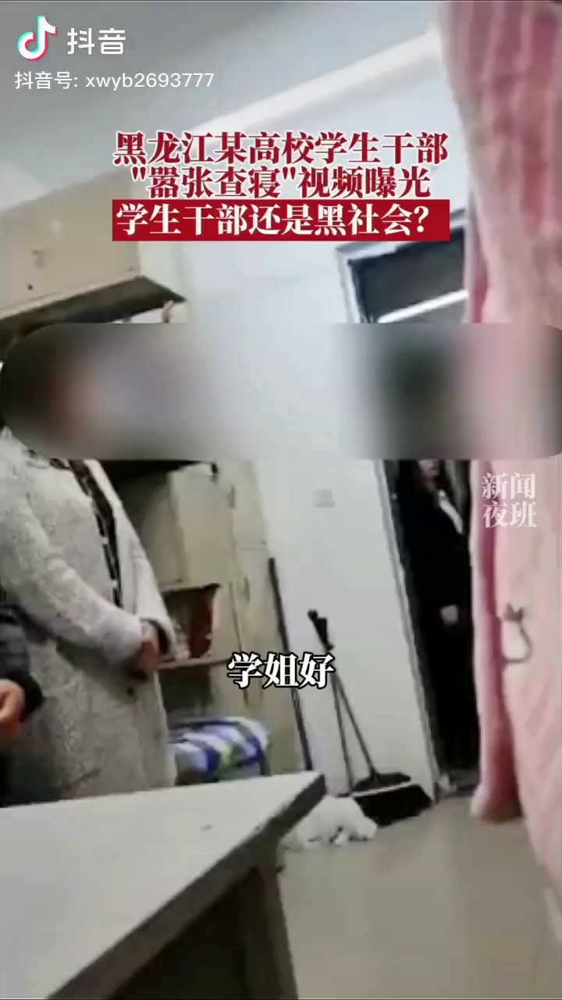 抖音
抖音号: xwyb2693777
黑龙江某高校学生干部
"嚣张查寝"视频曝光
学生干部还是黑社会？
新闻
夜班
学姐好